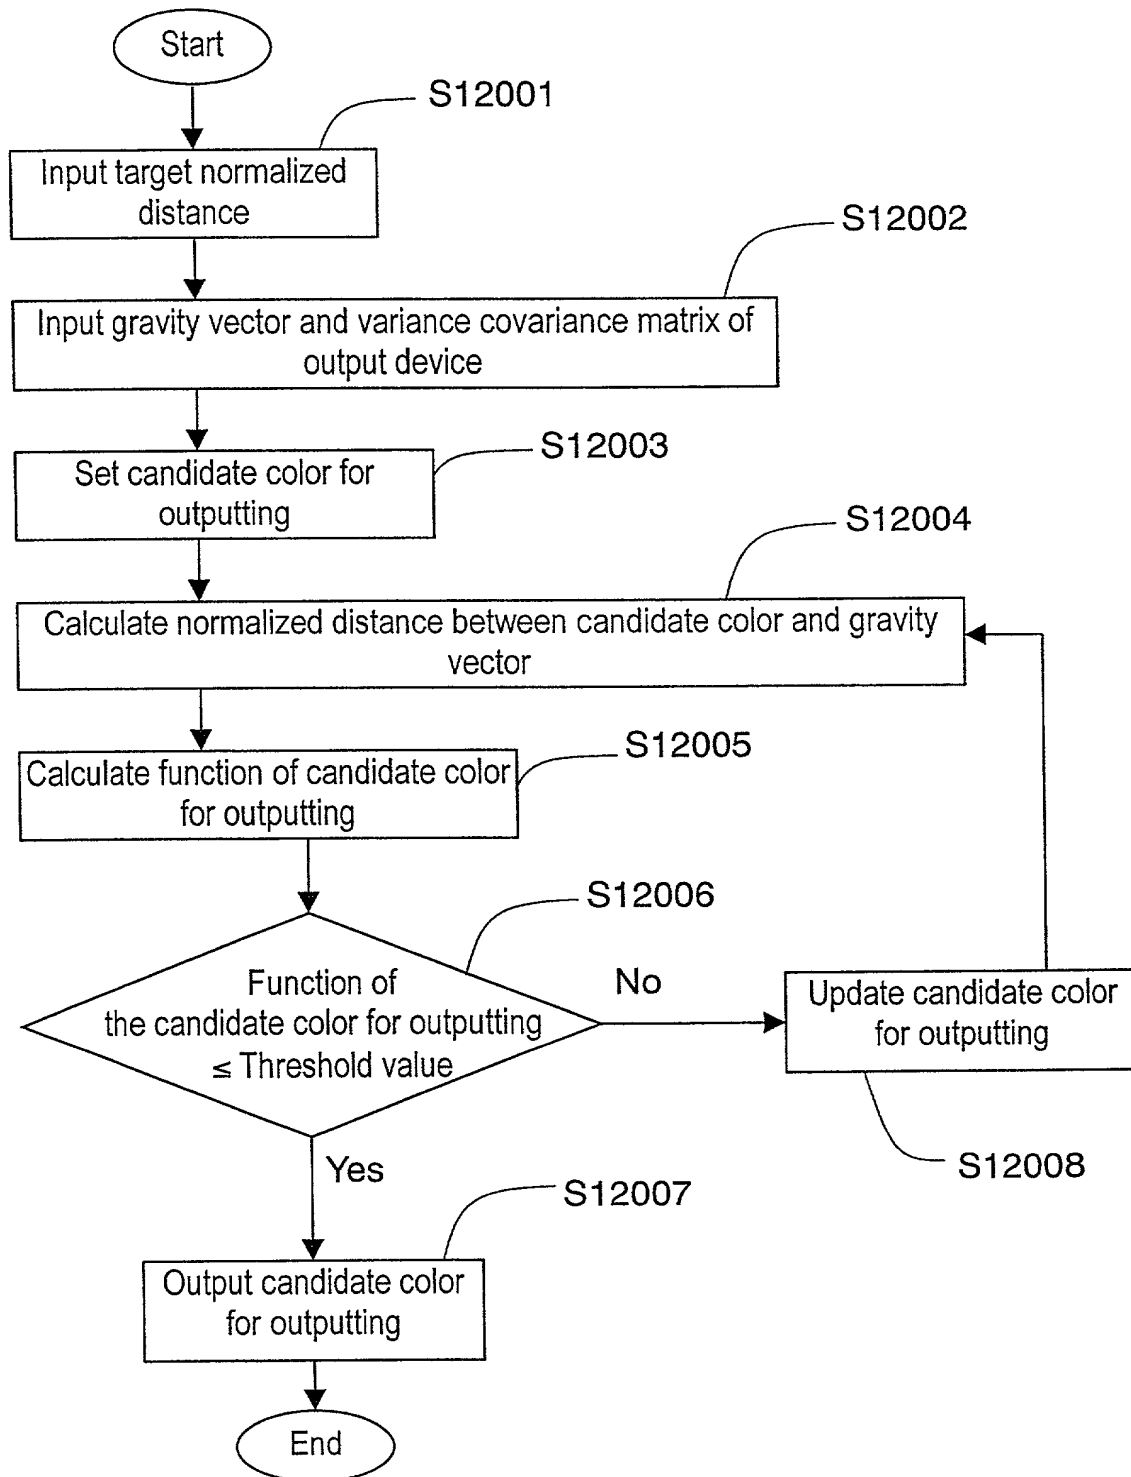 Start
S12001
Input target normalized
distance
S12002
Input gravity vector and variance covariance matrix of
output device
S12003
Set candidate color for
outputting
S12004
Calculate normalized distance between candidate color and gravity
vector
S12005
Calculate function of candidate color
for outputting
S12006
Function of
the candidate color for outputting
≤ Threshold value
No
Update candidate color
for outputting
S12008
Yes
S12007
Output candidate color
for outputting
End